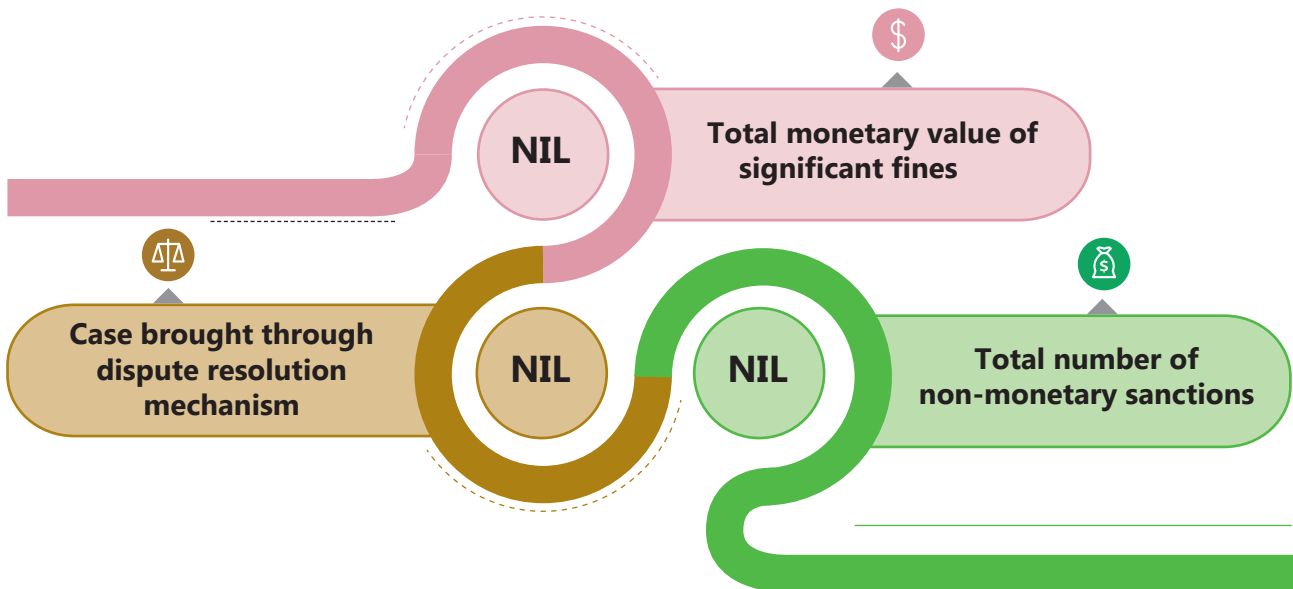 NIL
Total monetary value of
significant fines
Case brought through
dispute resolution
mechanism
NIL
NIL
Total number of
non-monetary sanctions